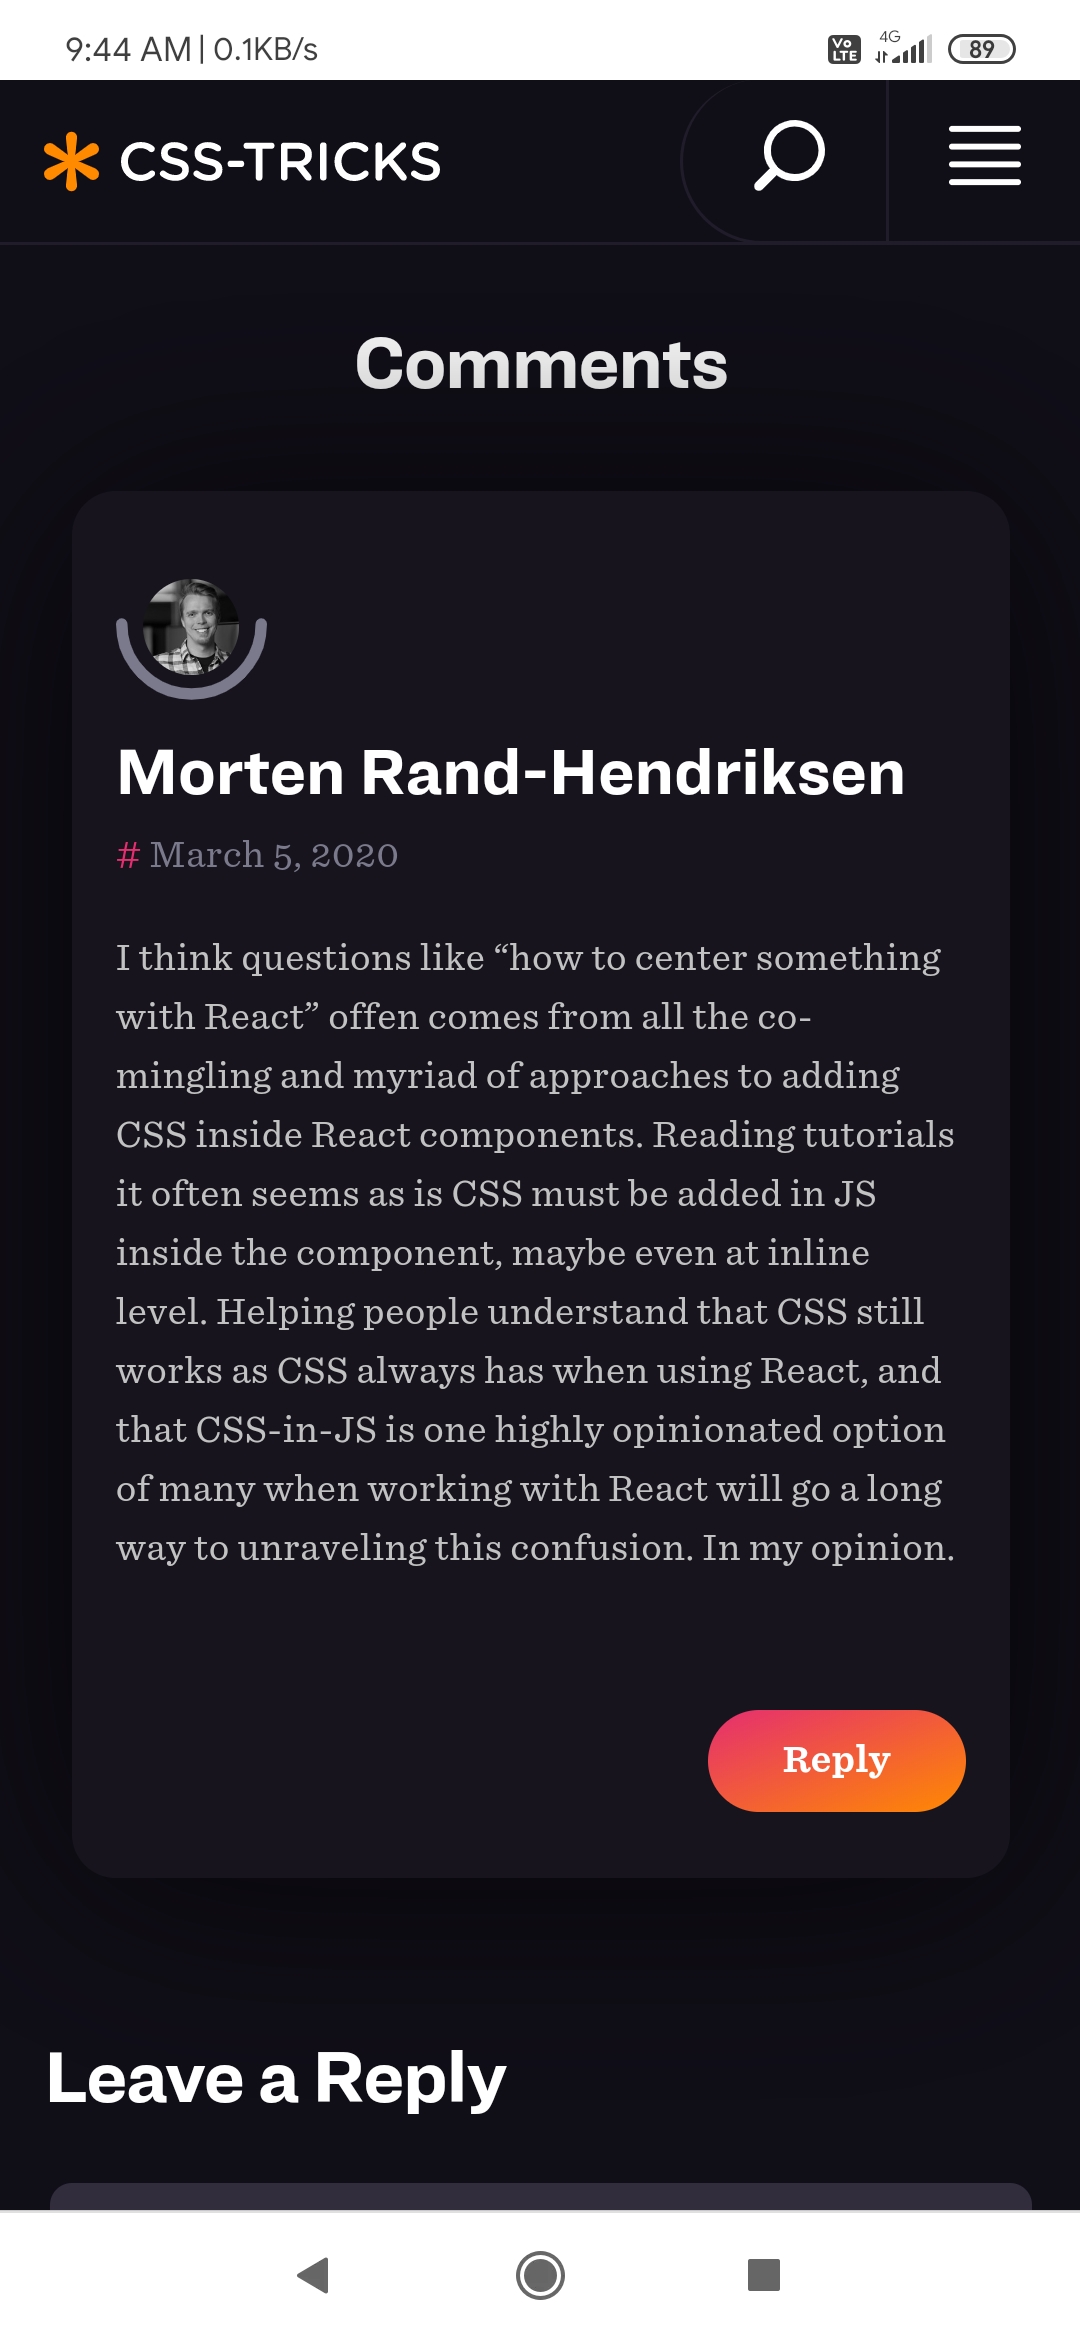 9:44 AM | 0.1KB/s
Vo LTE 4G 89
CSS-TRICKS
Comments
Morten Rand-Hendriksen
# March 5, 2020
I think questions like “how to center something
with React” offen comes from all the co-
mingling and myriad of approaches to adding
CSS inside React components. Reading tutorials
it often seems as is CSS must be added in JS
inside the component, maybe even at inline
level. Helping people understand that CSS still
works as CSS always has when using React, and
that CSS-in-JS is one highly opinionated option
of many when working with React will go a long
way to unraveling this confusion. In my opinion.
Reply
Leave a Reply